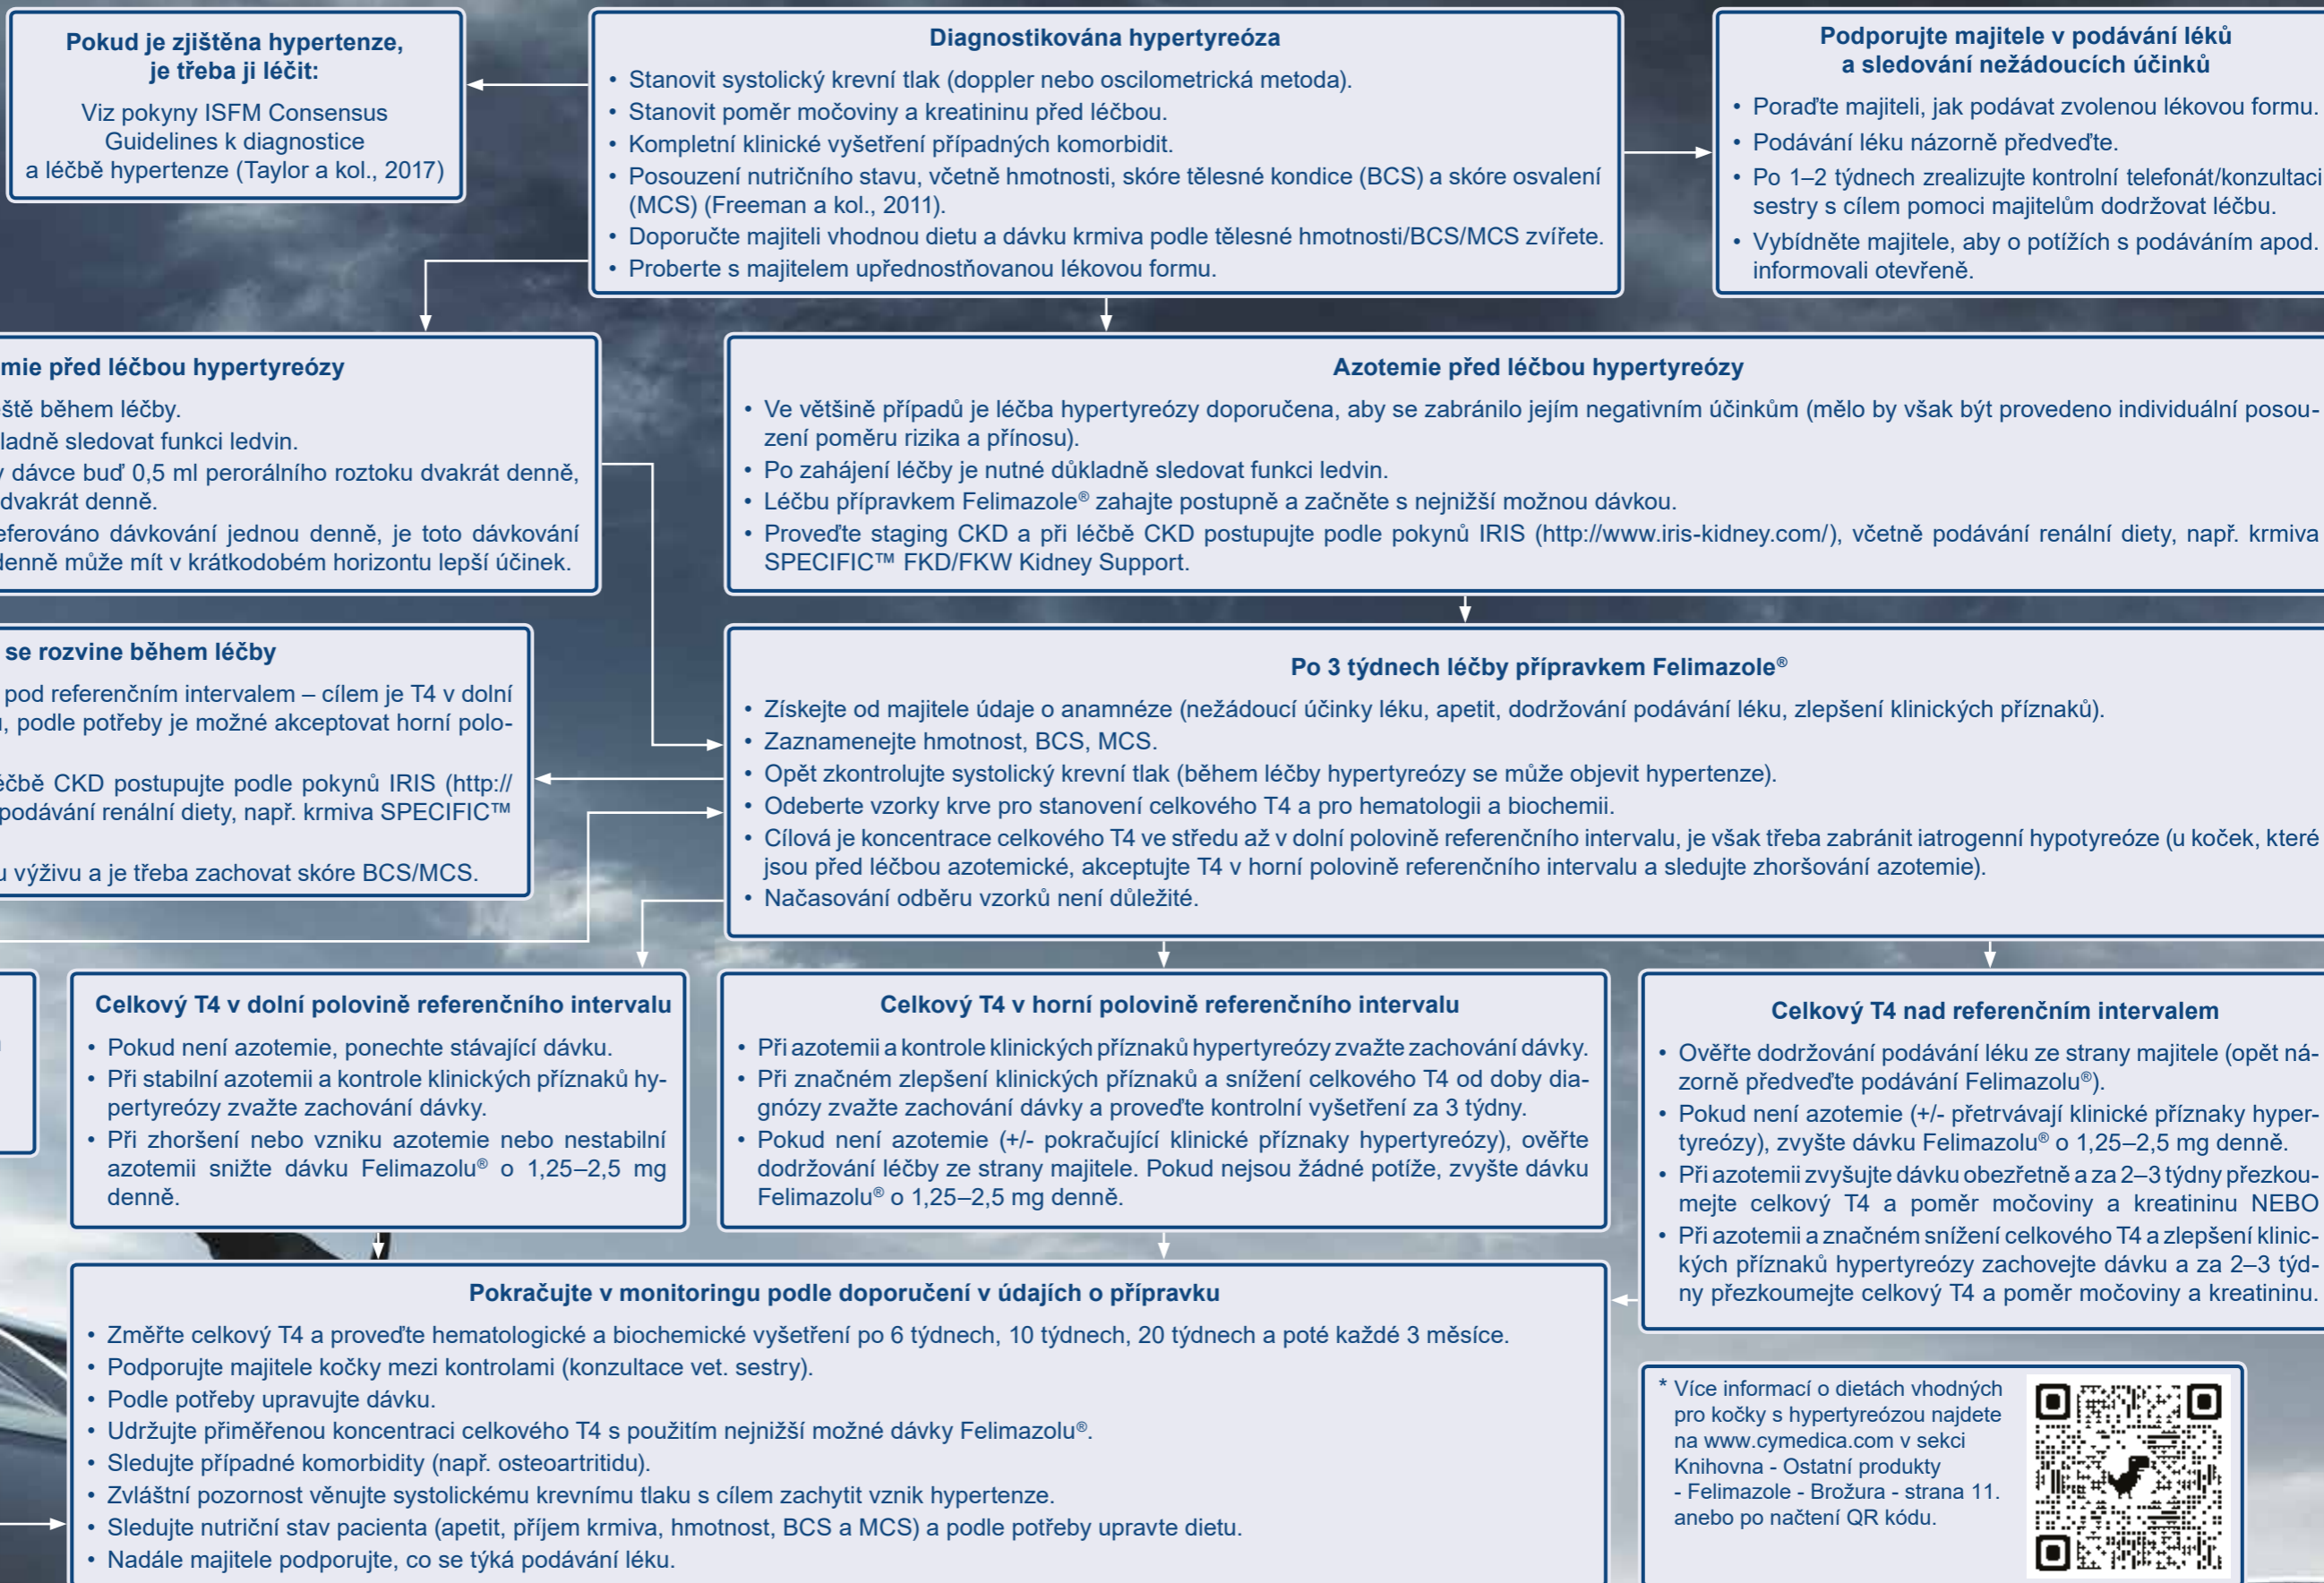 Pokud je zjištěna hypertenze,
je třeba ji léčit:
Viz pokyny ISFM Consensus
Guidelines k diagnostice
a léčbě hypertenze (Taylor a kol., 2017)
Diagnostikována hypertyreóza
• Stanovit systolický krevní tlak (doppler nebo oscilometrická metoda).
• Stanovit poměr močoviny a kreatininu před léčbou.
• Kompletní klinické vyšetření případných komorbidit.
• Posouzení nutričního stavu, včetně hmotnosti, skóre tělesné kondice (BCS) a skóre osvalení
(MCS) (Freeman a kol., 2011).
• Doporučte majiteli vhodnou dietu a dávku krmiva podle tělesné hmotnosti/BCS/MCS zvířete.
• Proberte s majitelem upřednostňovanou lékovou formu.
Podporujte majitele v podávání léků
a sledování nežádoucích účinků
• Poraďte majiteli, jak podávat zvolenou lékovou formu.
• Podávání léku názorně předveďte.
• Po 1–2 týdnech zrealizujte kontrolní telefonát/konzultaci
sestry s cílem pomoci majitelům dodržovat léčbu.
• Vybídněte majitele, aby o potížích s podáváním apod.
informovali otevřeně.
mie před léčbou hypertyreózy
ště během léčby.
ladně sledovat funkci ledvin.
v dávce buď 0,5 ml perorálního roztoku dvakrát denně,
dvakrát denně.
eferováno dávkování jednou denně, je toto dávkování
denně může mít v krátkodobém horizontu lepší účinek.
Azotemie před léčbou hypertyreózy
• Ve většině případů je léčba hypertyreózy doporučena, aby se zabránilo jejím negativním účinkům (mělo by však být provedeno individuální posou-
zení poměru rizika a přínosu).
• Po zahájení léčby je nutné důkladně sledovat funkci ledvin.
• Léčbu přípravkem Felimazole® zahajte postupně a začněte s nejnižší možnou dávkou.
• Proveďte staging CKD a při léčbě CKD postupujte podle pokynů IRIS (http://www.iris-kidney.com/), včetně podávání renální diety, např. krmiva
SPECIFIC™ FKD/FKW Kidney Support.
se rozvine během léčby
pod referenčním intervalem – cílem je T4 v dolní
, podle potřeby je možné akceptovat horní polo-
éčbě CKD postupujte podle pokynů IRIS (http://
podávání renální diety, např. krmiva SPECIFIC™
u výživu a je třeba zachovat skóre BCS/MCS.
Po 3 týdnech léčby přípravkem Felimazole®
• Získejte od majitele údaje o anamnéze (nežádoucí účinky léku, apetit, dodržování podávání léku, zlepšení klinických příznaků).
• Zaznamenejte hmotnost, BCS, MCS.
• Opět zkontrolujte systolický krevní tlak (během léčby hypertyreózy se může objevit hypertenze).
• Odeberte vzorky krve pro stanovení celkového T4 a pro hematologii a biochemii.
• Cílová je koncentrace celkového T4 ve středu až v dolní polovině referenčního intervalu, je však třeba zabránit iatrogenní hypotyreóze (u koček, které
jsou před léčbou azotemické, akceptujte T4 v horní polovině referenčního intervalu a sledujte zhoršování azotemie).
• Načasování odběru vzorků není důležité.
Celkový T4 v dolní polovině referenčního intervalu
• Pokud není azotemie, ponechte stávající dávku.
• Při stabilní azotemii a kontrole klinických příznaků hy-
pertyreózy zvažte zachování dávky.
• Při zhoršení nebo vzniku azotemie nebo nestabilní
azotemii snižte dávku Felimazolu® o 1,25–2,5 mg
denně.
Celkový T4 v horní polovině referenčního intervalu
• Při azotemii a kontrole klinických příznaků hypertyreózy zvažte zachování dávky.
• Při značném zlepšení klinických příznaků a snížení celkového T4 od doby dia-
gnózy zvažte zachování dávky a proveďte kontrolní vyšetření za 3 týdny.
• Pokud není azotemie (+/- pokračující klinické příznaky hypertyreózy), ověřte
dodržování léčby ze strany majitele. Pokud nejsou žádné potíže, zvyšte dávku
Felimazolu® o 1,25–2,5 mg denně.
Celkový T4 nad referenčním intervalem
• Ověřte dodržování podávání léku ze strany majitele (opět ná-
zorně předveďte podávání Felimazolu®).
• Pokud není azotemie (+/- přetrvávají klinické příznaky hyper-
tyreózy), zvyšte dávku Felimazolu® o 1,25–2,5 mg denně.
• Při azotemii zvyšujte dávku obezřetně a za 2–3 týdny přezkou-
mejte celkový T4 a poměr močoviny a kreatininu NEBO
• Při azotemii a značném snížení celkového T4 a zlepšení klinic-
kých příznaků hypertyreózy zachovejte dávku a za 2–3 týd-
ny přezkoumejte celkový T4 a poměr močoviny a kreatininu.
Pokračujte v monitoringu podle doporučení v údajích o přípravku
• Změřte celkový T4 a proveďte hematologické a biochemické vyšetření po 6 týdnech, 10 týdnech, 20 týdnech a poté každé 3 měsíce.
• Podporujte majitele kočky mezi kontrolami (konzultace vet. sestry).
• Podle potřeby upravujte dávku.
• Udržujte přiměřenou koncentraci celkového T4 s použitím nejnižší možné dávky Felimazolu®.
• Sledujte případné komorbidity (např. osteoartritidu).
• Zvláštní pozornost věnujte systolickému krevnímu tlaku s cílem zachytit vznik hypertenze.
• Sledujte nutriční stav pacienta (apetit, příjem krmiva, hmotnost, BCS a MCS) a podle potřeby upravte dietu.
• Nadále majitele podporujte, co se týká podávání léku.
* Více informací o dietách vhodných
pro kočky s hypertyreózou najdete
na www.cymedica.com v sekci
Knihovna - Ostatní produkty
- Felimazole - Brožura - strana 11.
anebo po načtení QR kódu.